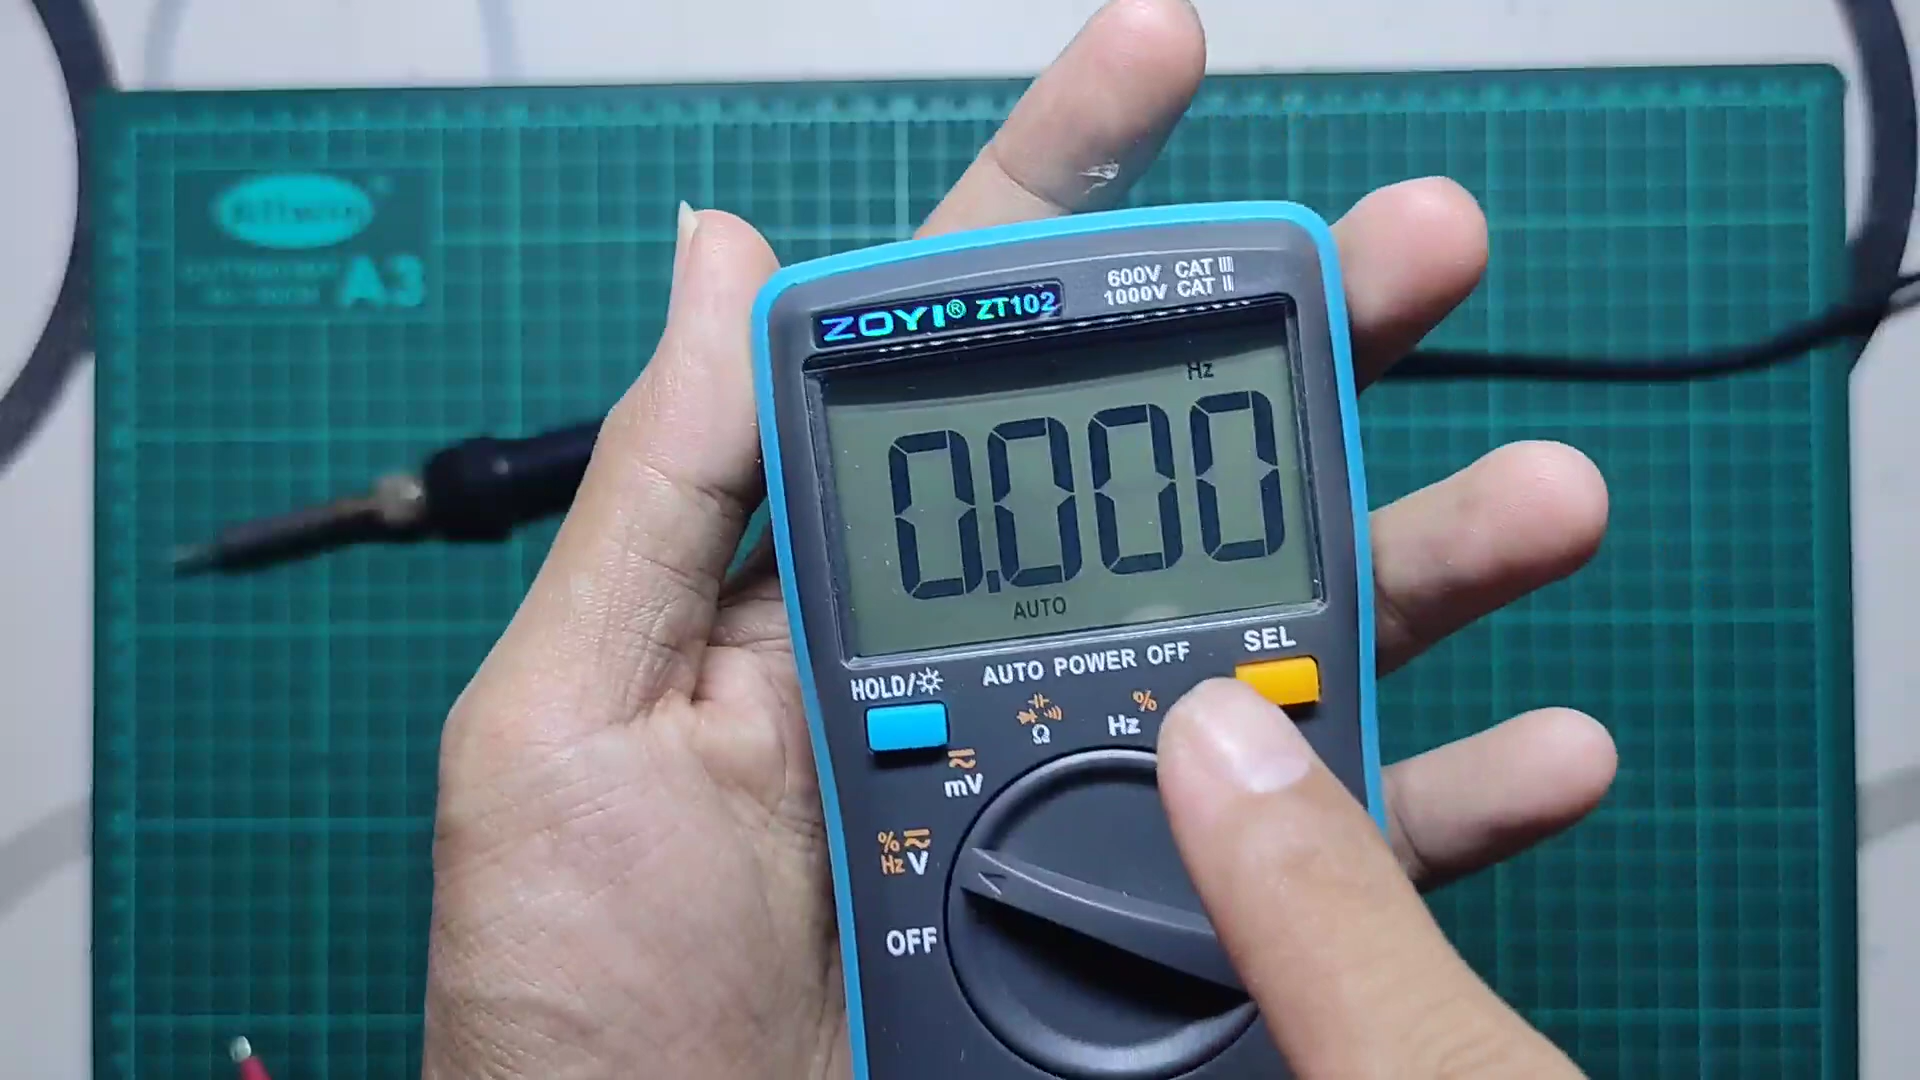 A3
600V CAT III
1000V CAT II
ZOYI® ZT102
Hz
0.000
AUTO
SEL
AUTO POWER OFF
HOLD/
%
Hz
Ω
mV
%
Hz V
OFF